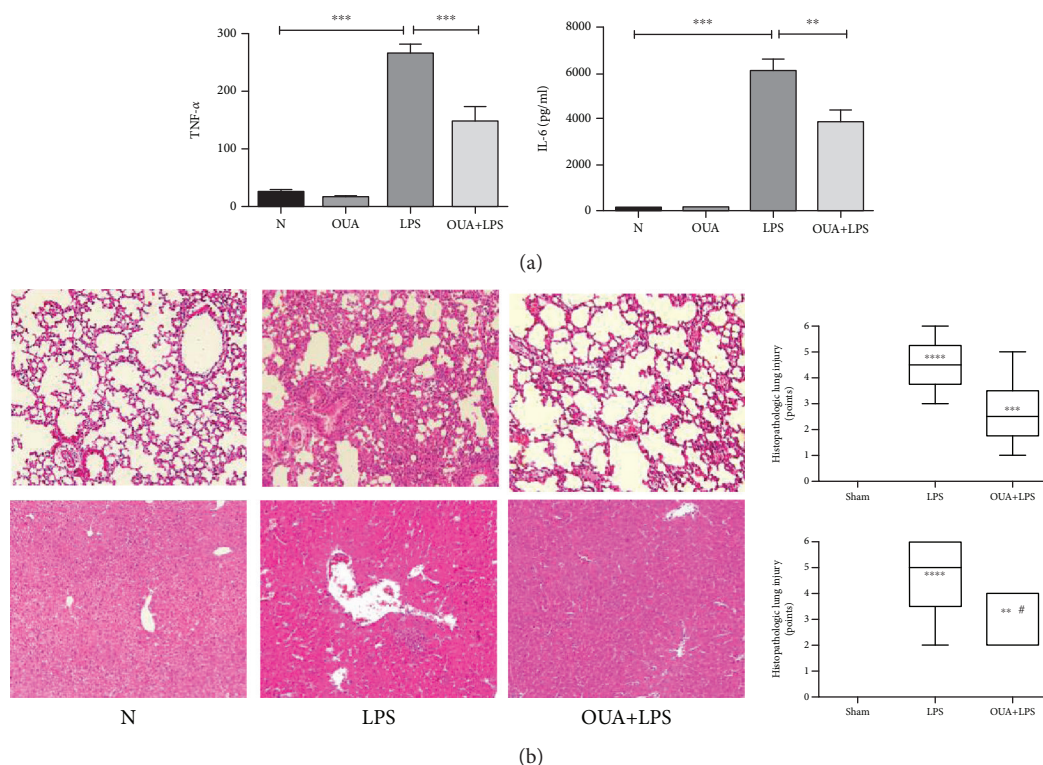 *** ***
300
200
100
0
TNF-α
N OUA LPS OUA+LPS
*** **
8000
6000
4000
2000
0
IL-6 (pg/ml)
N OUA LPS OUA+LPS
(a)
N LPS OUA+LPS
6
5
4
3
2
1
0
Histopathologic lung injury
(points)
****
***
Sham LPS OUA+LPS
6
5
4
3
2
1
0
Histopathologic lung injury
(points)
****
** #
Sham LPS OUA+LPS
(b)